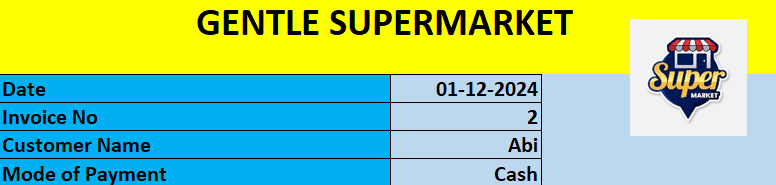 GENTLE SUPERMARKET
Super
MARKET
Date 01-12-2024
Invoice No 2
Customer Name Abi
Mode of Payment Cash